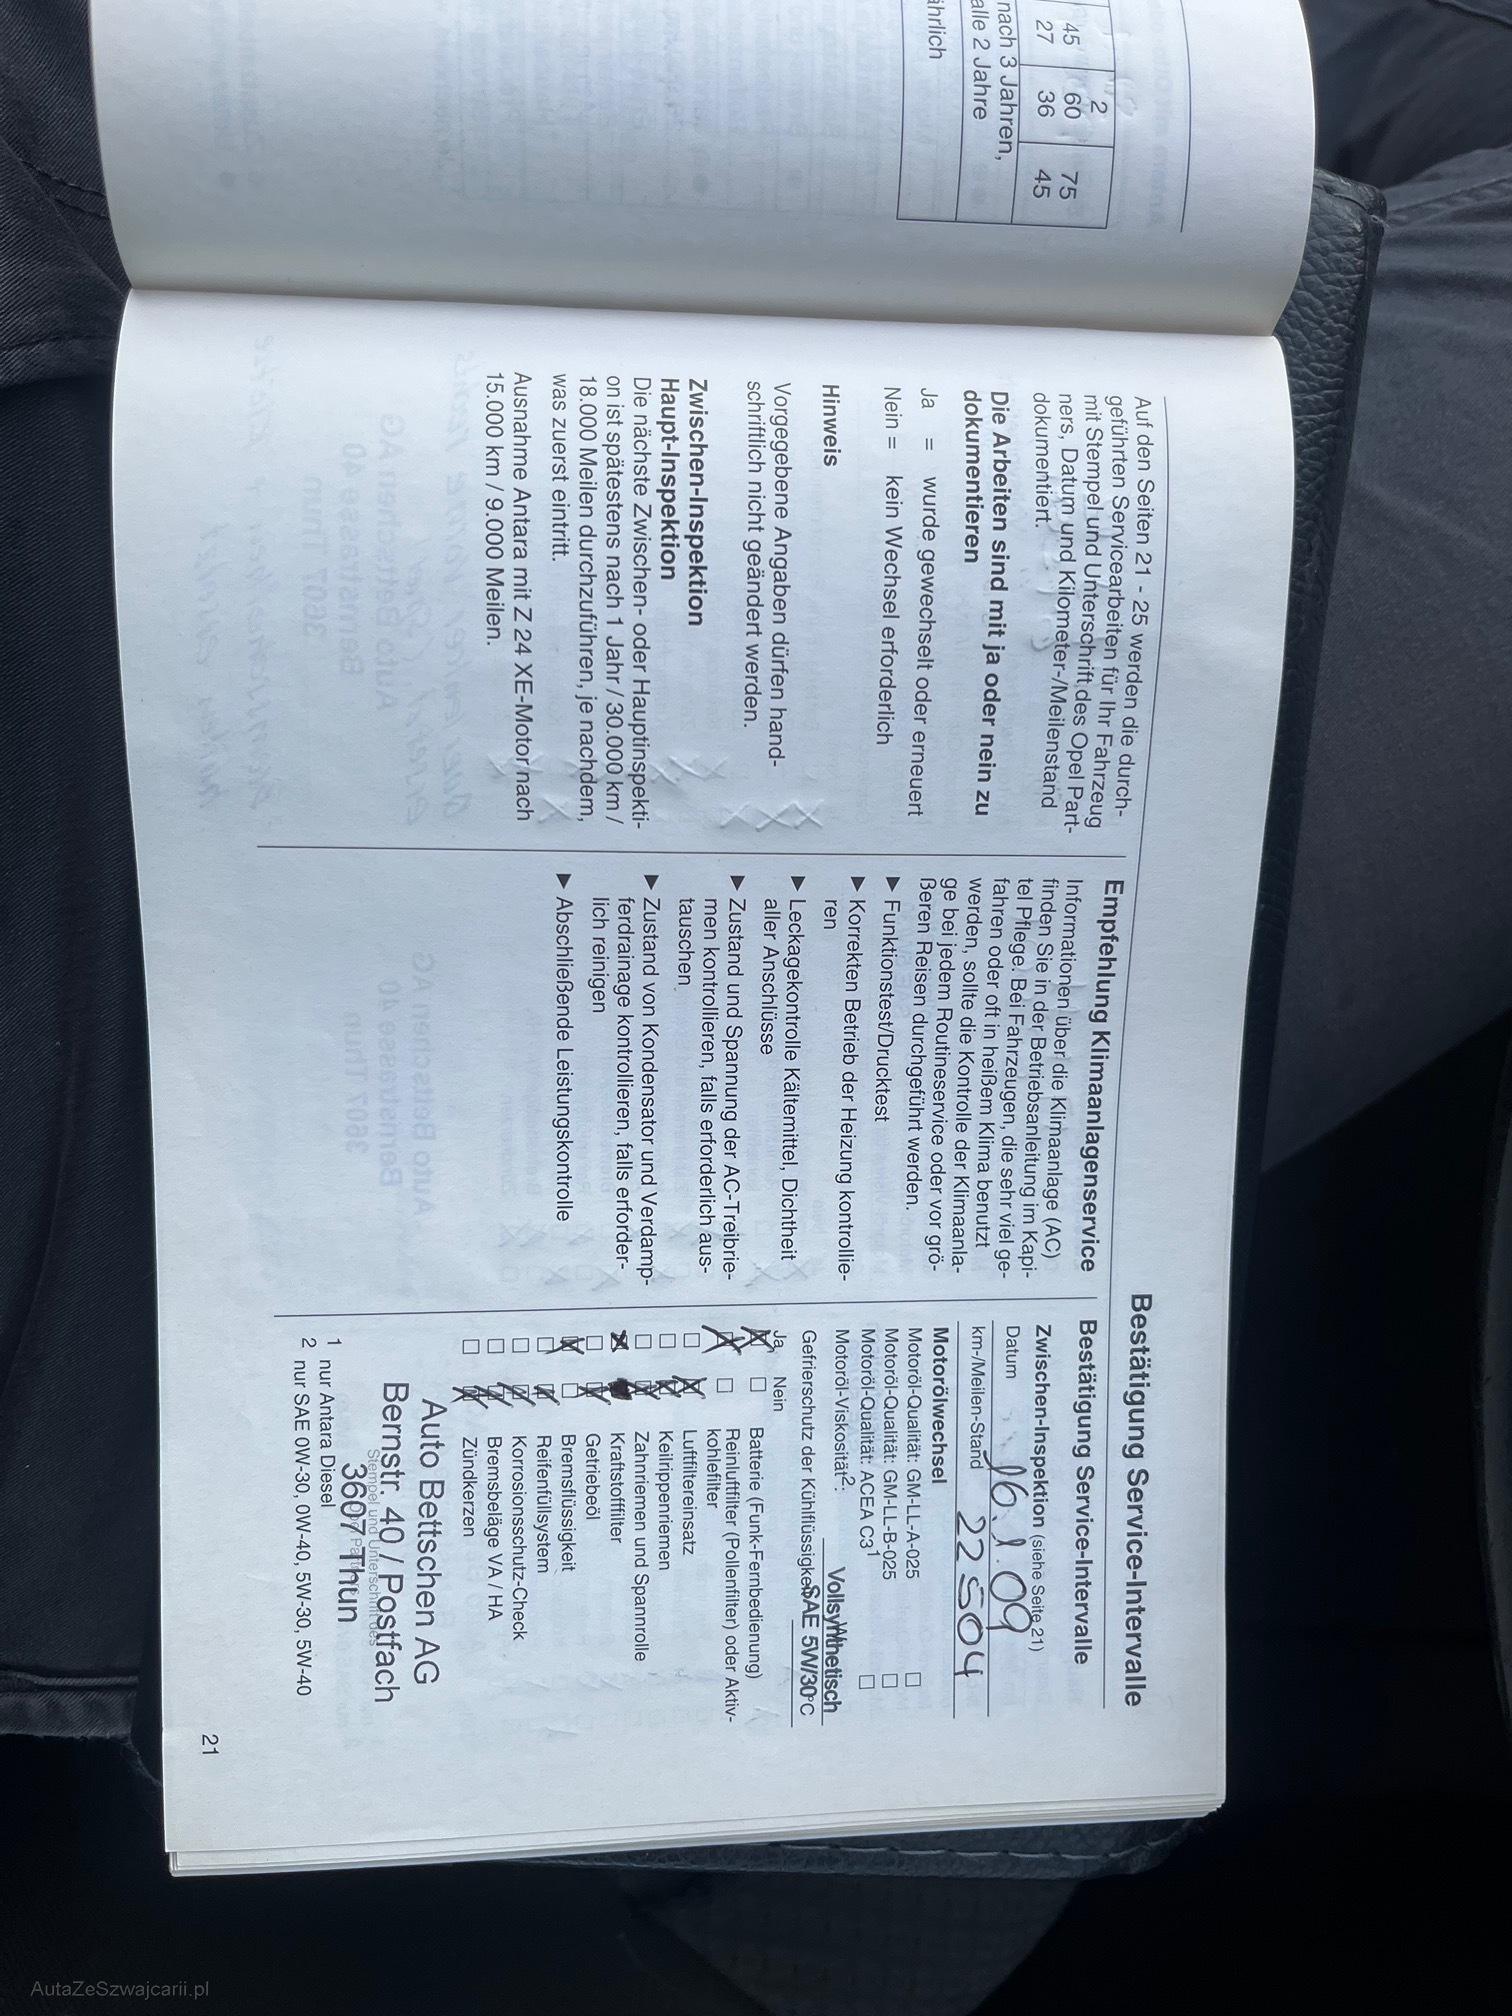 2
45 60 75
27 36 45
nach 3 Jahren,
alle 2 Jahre
ährlich
Bestätigung Service-Intervalle
Auf den Seiten 21 - 25 werden die durch-
geführten Servicearbeiten für Ihr Fahrzeug
mit Stempel und Unterschrift des Opel Part-
ners, Datum und Kilometer-/Meilenstand
dokumentiert.
Die Arbeiten sind mit ja oder nein zu
dokumentieren
Ja = wurde gewechselt oder erneuert
Nein = kein Wechsel erforderlich
Hinweis
Vorgegebene Angaben dürfen hand-
schriftlich nicht geändert werden.
Zwischen-Inspektion
Haupt-Inspektion
Die nächste Zwischen- oder Hauptinspekti-
on ist spätestens nach 1 Jahr / 30.000 km /
18.000 Meilen durchzuführen, je nachdem,
was zuerst eintritt.
Ausnahme Antara mit Z 24 XE-Motor nach
15.000 km / 9.000 Meilen.
Empfehlung Klimaanlagenservice
Informationen über die Klimaanlage (AC)
finden Sie in der Betriebsanleitung im Kapi-
tel Pflege. Bei Fahrzeugen, die sehr viel ge-
fahren oder oft in heißem Klima benutzt
werden, sollte die Kontrolle der Klimaanla-
ge bei jedem Routineservice oder vor grö-
ßeren Reisen durchgeführt werden.
▶ Funktionstest/Drucktest
▶ Korrekten Betrieb der Heizung kontrollie-
ren
▶ Leckagekontrolle Kältemittel, Dichtheit
aller Anschlüsse
▶ Zustand und Spannung der AC-Treibrie-
men kontrollieren, falls erforderlich aus-
tauschen
▶ Zustand von Kondensator und Verdamp-
ferdrainage kontrollieren, falls erforder-
lich reinigen
▶ Abschließende Leistungskontrolle
Bestätigung Service-Intervalle
Zwischen-Inspektion (siehe Seite 21)
Datum 16.1.09
km-/Meilen-Stand 22504
Motorölwechsel
Motoröl-Qualität: GM-LL-A-025 ☐
Motoröl-Qualität: GM-LL-B-025 ☐
Motoröl-Qualität: ACEA C3¹ ☐
Motoröl-Viskosität²: Vollsynthetisch
Gefrierschutz der Kühlflüssigkeit SAE 5W/30 °C
Ja Nein
☒ ☐ Batterie (Funk-Fernbedienung)
☒ ☐ Reinluftfilter (Pollenfilter) oder Aktiv-
kohlefilter
☐ ☒ Luftfiltereinsatz
☐ ☒ Keilrippenriemen
☐ ☒ Zahnriemen und Spannrolle
☒ Kraftstofffilter
☐ ☒ Getriebeöl
☒ ☐ Bremsflüssigkeit
☐ ☒ Reifenfüllsystem
☐ ☒ Korrosionsschutz-Check
☐ ☒ Bremsbeläge VA / HA
☐ ☒ Zündkerzen
Auto Bettschen AG
Bernstr. 40 / Postfach
Stempel und Unterschrift des
3607 Thun
1 nur Antara Diesel
2 nur SAE 0W-30, 0W-40, 5W-30, 5W-40
21
AutaZeSzwajcarii.pl